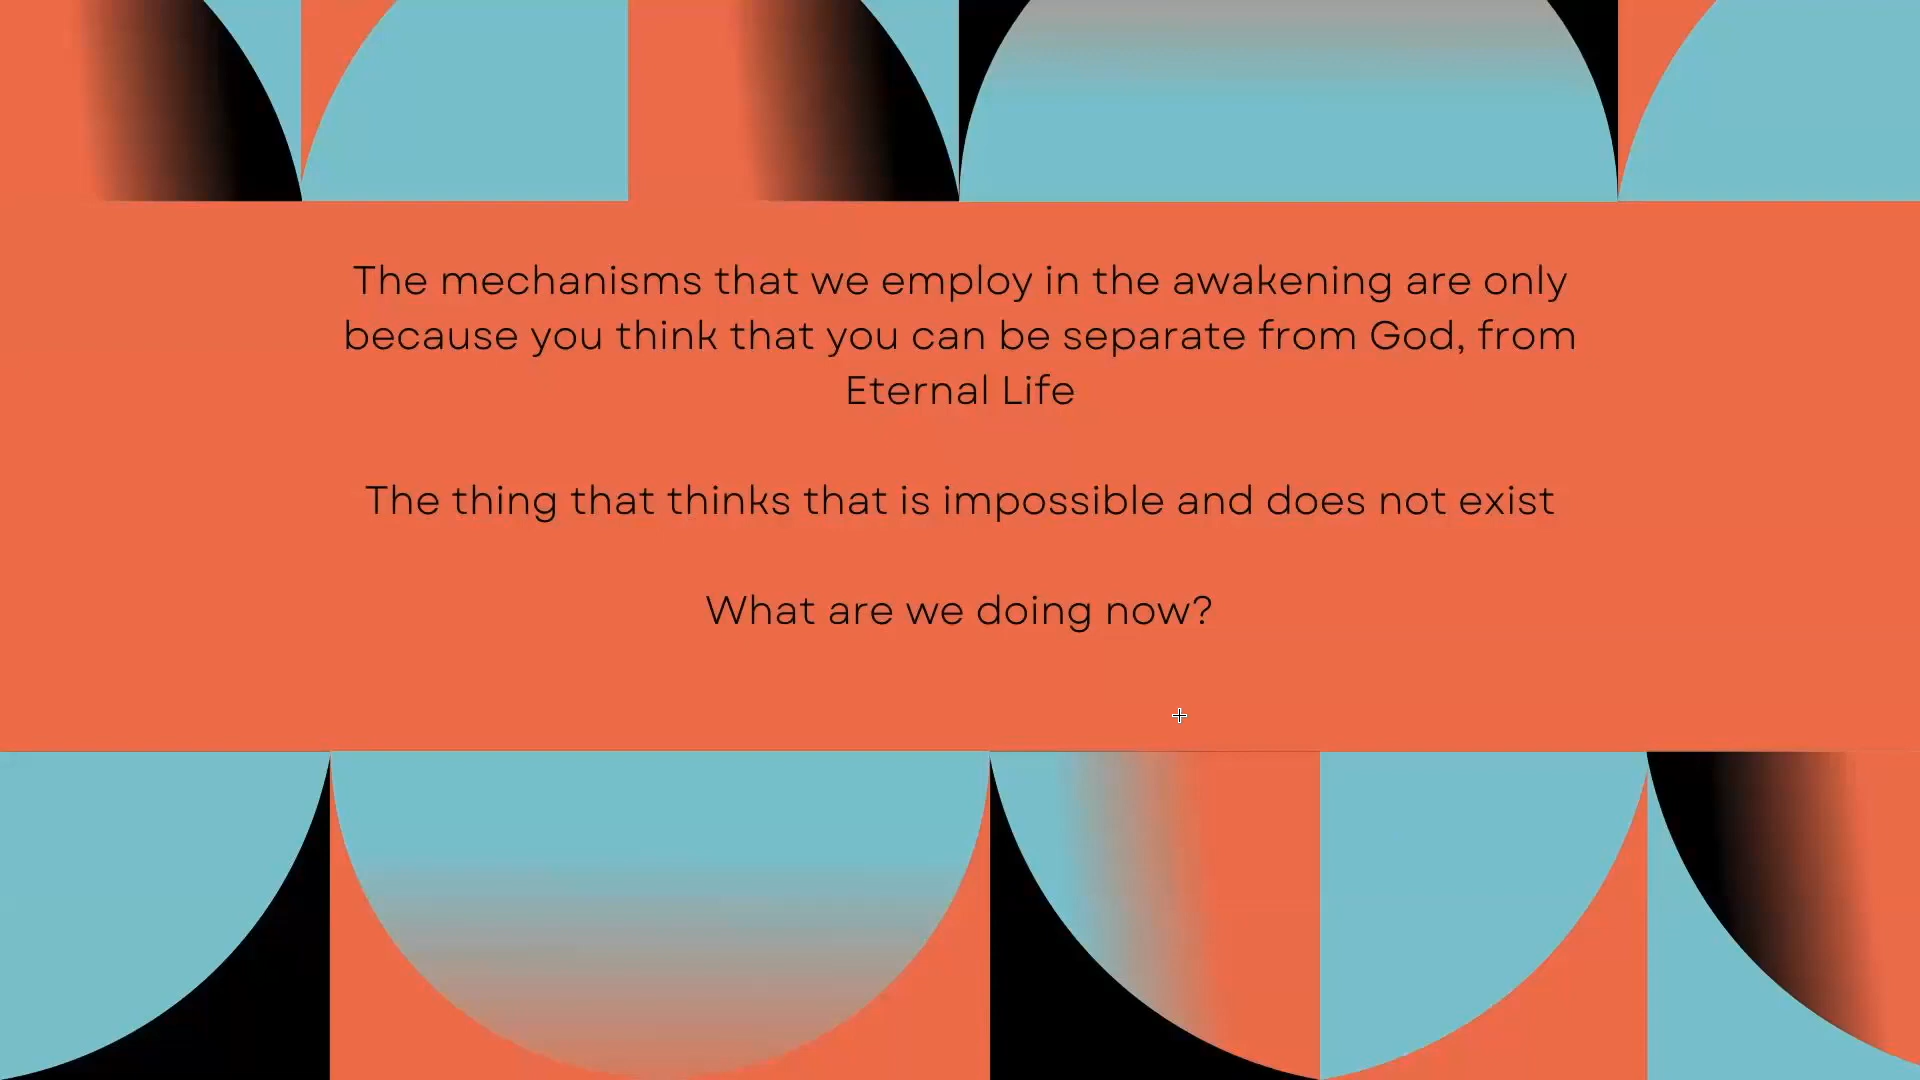 The mechanisms that we employ in the awakening are only
because you think that you can be separate from God, from
Eternal Life
The thing that thinks that is impossible and does not exist
What are we doing now?